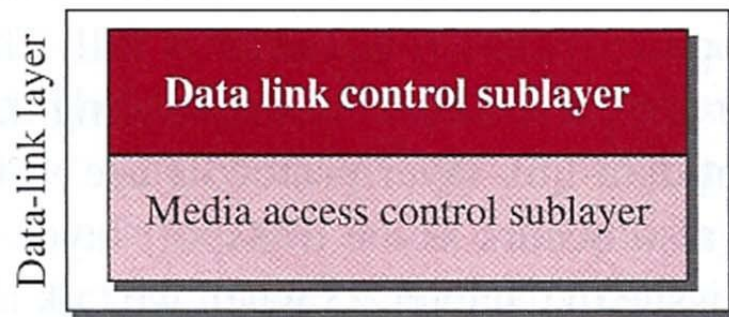 Data-link layer
Data link control sublayer
Media access control sublayer